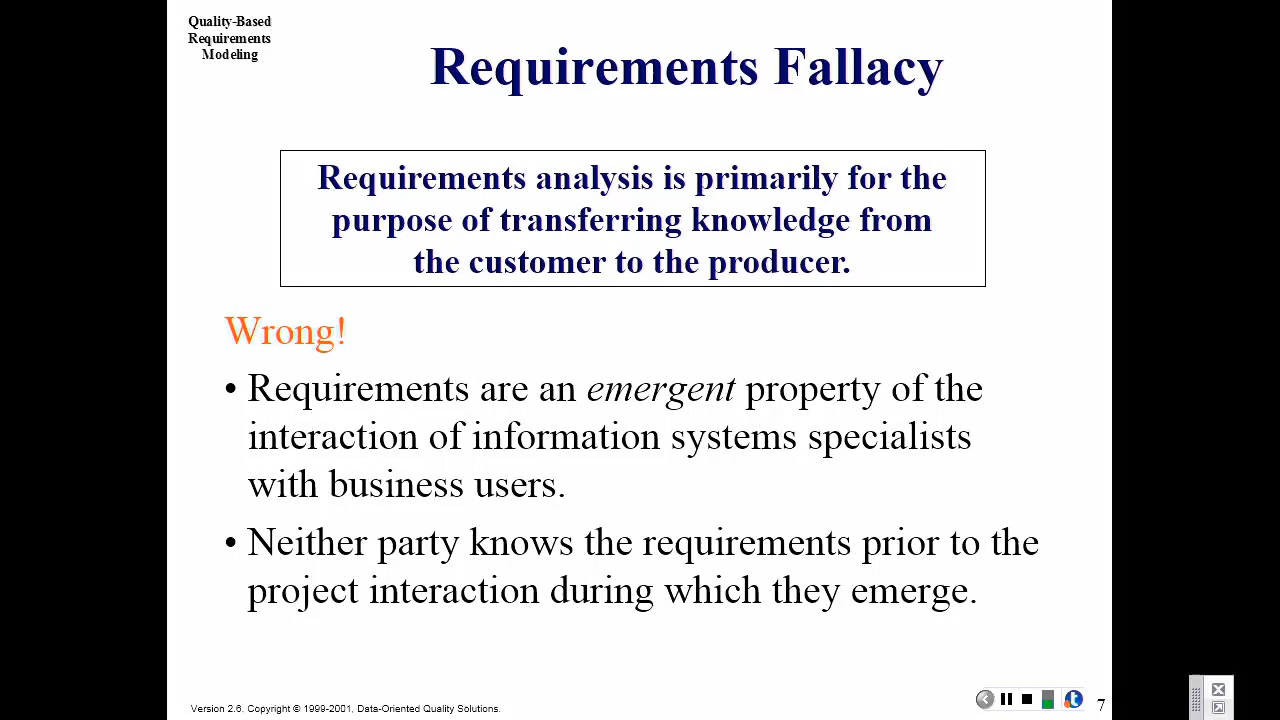 Quality-Based
Requirements
Modeling
Requirements Fallacy
Requirements analysis is primarily for the
purpose of transferring knowledge from
the customer to the producer.
Wrong!
• Requirements are an emergent property of the
interaction of information systems specialists
with business users.
• Neither party knows the requirements prior to the
project interaction during which they emerge.
Version 2.6. Copyright © 1999-2001, Data-Oriented Quality Solutions.
t
7